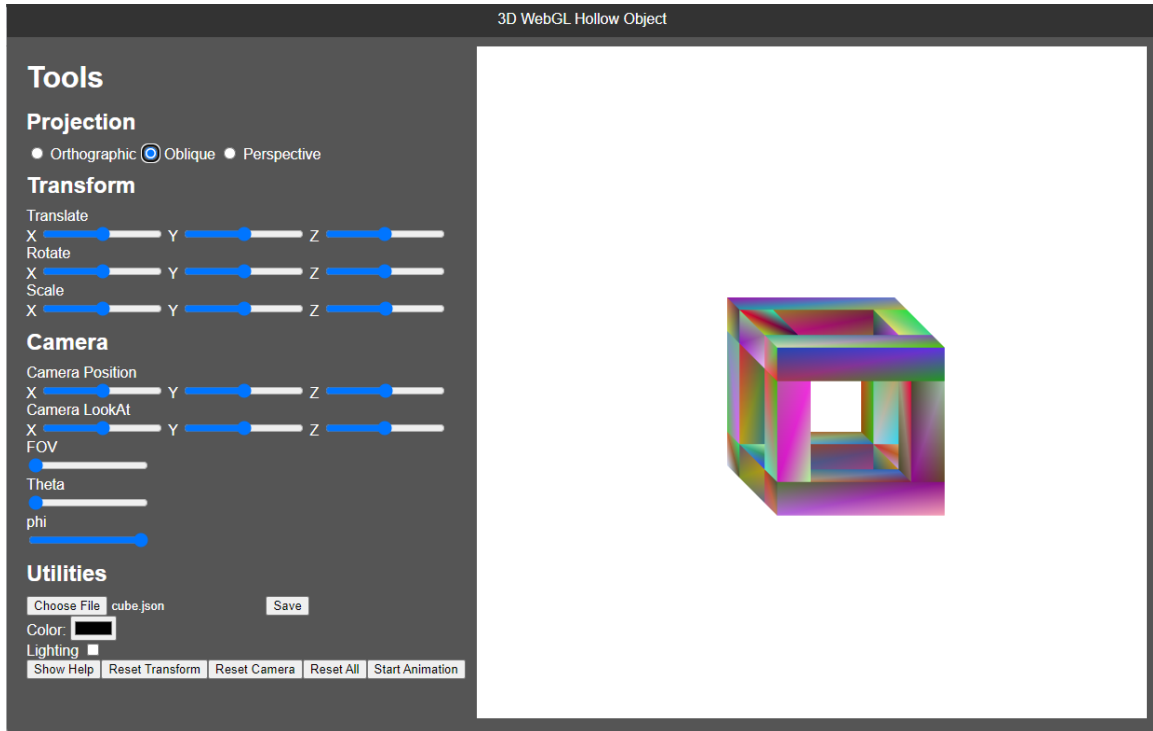 3D WebGL Hollow Object
Tools
Projection
Orthographic Oblique Perspective
Transform
Translate
X Y Z
Rotate
X Y Z
Scale
X Y Z
Camera
Camera Position
X Y Z
Camera LookAt
X Y Z
FOV
Theta
phi
Utilities
Choose File cube.json Save
Color:
Lighting
Show Help Reset Transform Reset Camera Reset All Start Animation